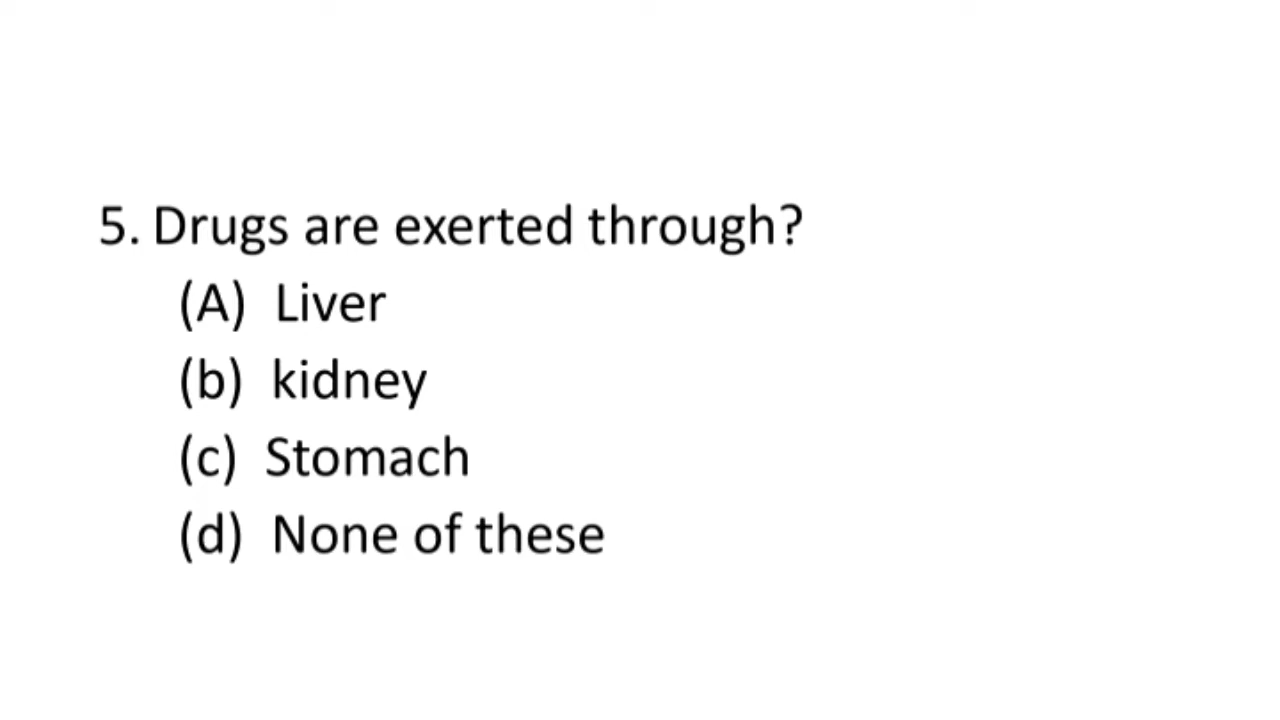 5. Drugs are exerted through?
(A) Liver
(b) kidney
(c) Stomach
(d) None of these